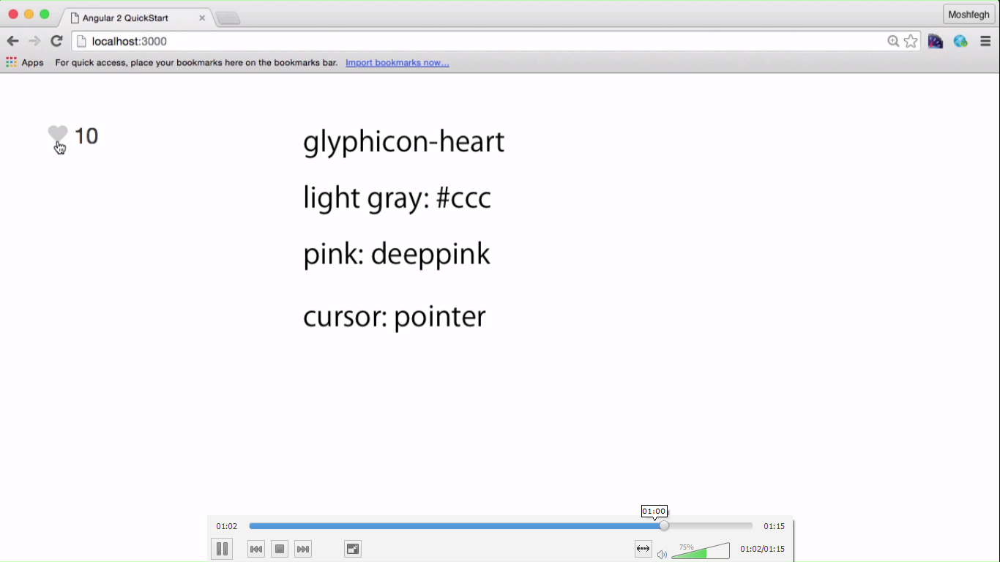 Angular 2 QuickStart
Moshfegh
localhost:3000
Apps For quick access, place your bookmarks here on the bookmarks bar. Import bookmarks now...
10
glyphicon-heart
light gray: #ccc
pink: deeppink
cursor: pointer
01:00
01:02
01:15
75%
01:02/01:15